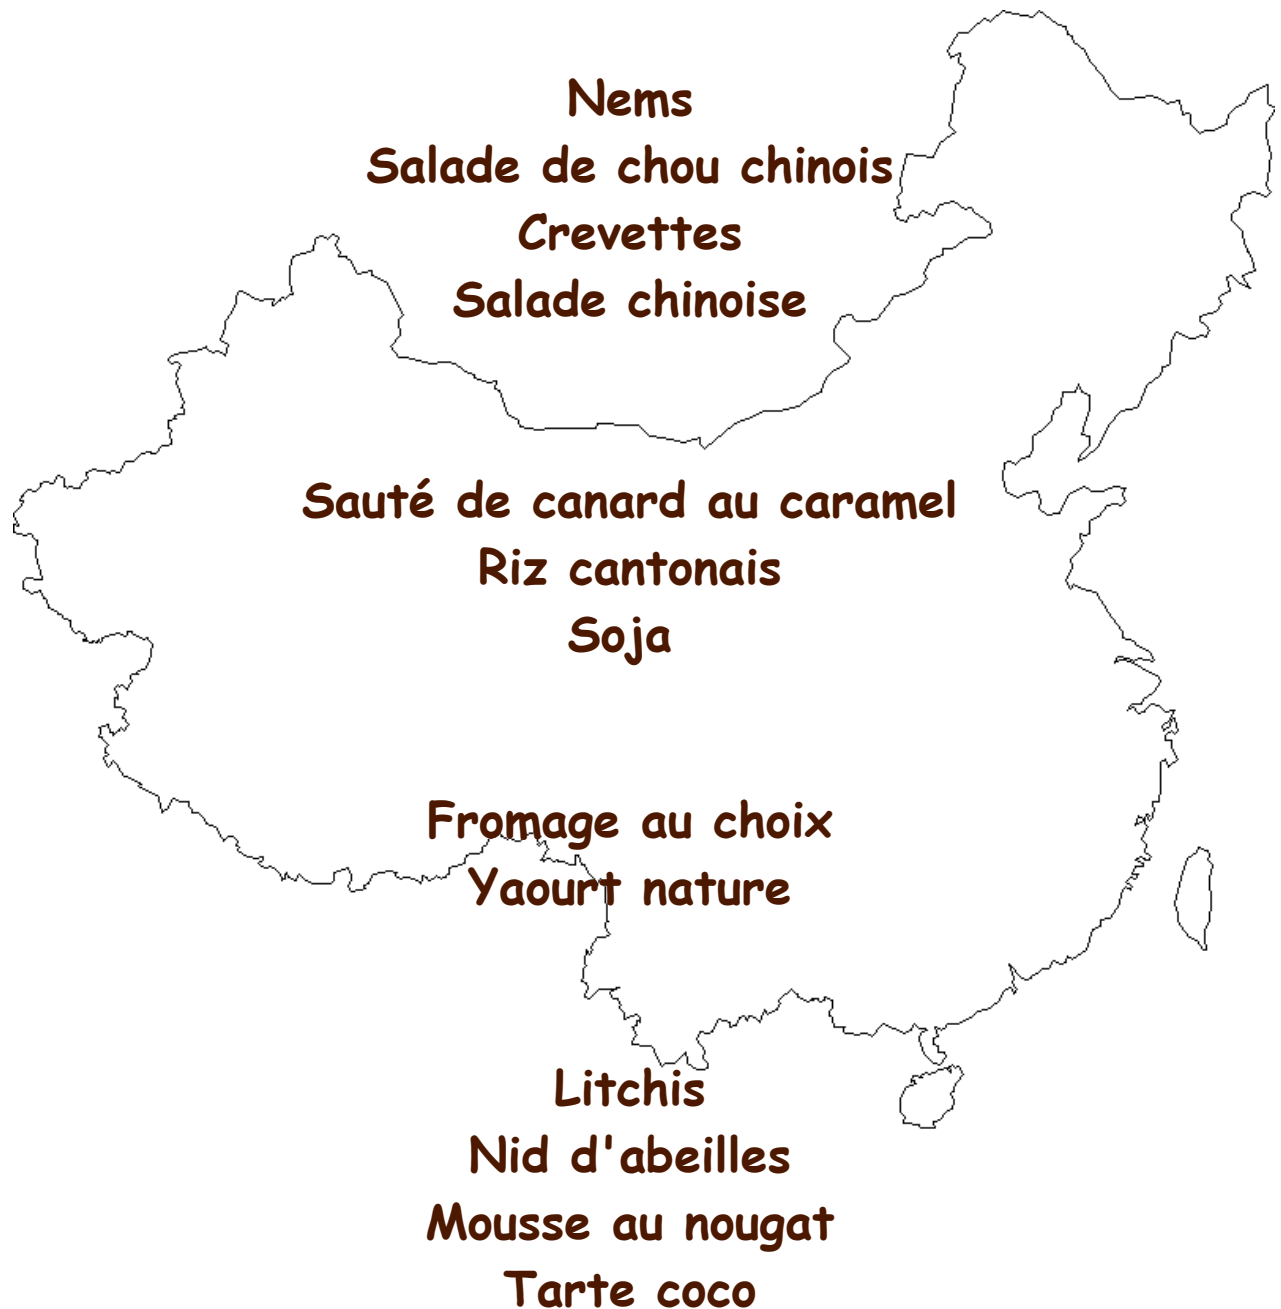 Nems
Salade de chou chinois
Crevettes
Salade chinoise
Sauté de canard au caramel
Riz cantonais
Soja
Fromage au choix
Yaourt nature
Litchis
Nid d'abeilles
Mousse au nougat
Tarte coco